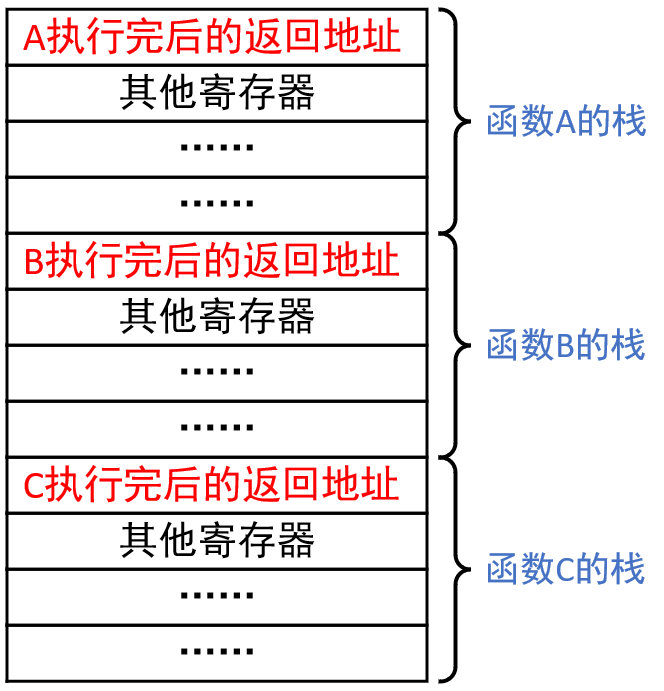 A执行完后的返回地址
其他寄存器
……
……
函数A的栈
B执行完后的返回地址
其他寄存器
……
……
函数B的栈
C执行完后的返回地址
其他寄存器
……
……
函数C的栈